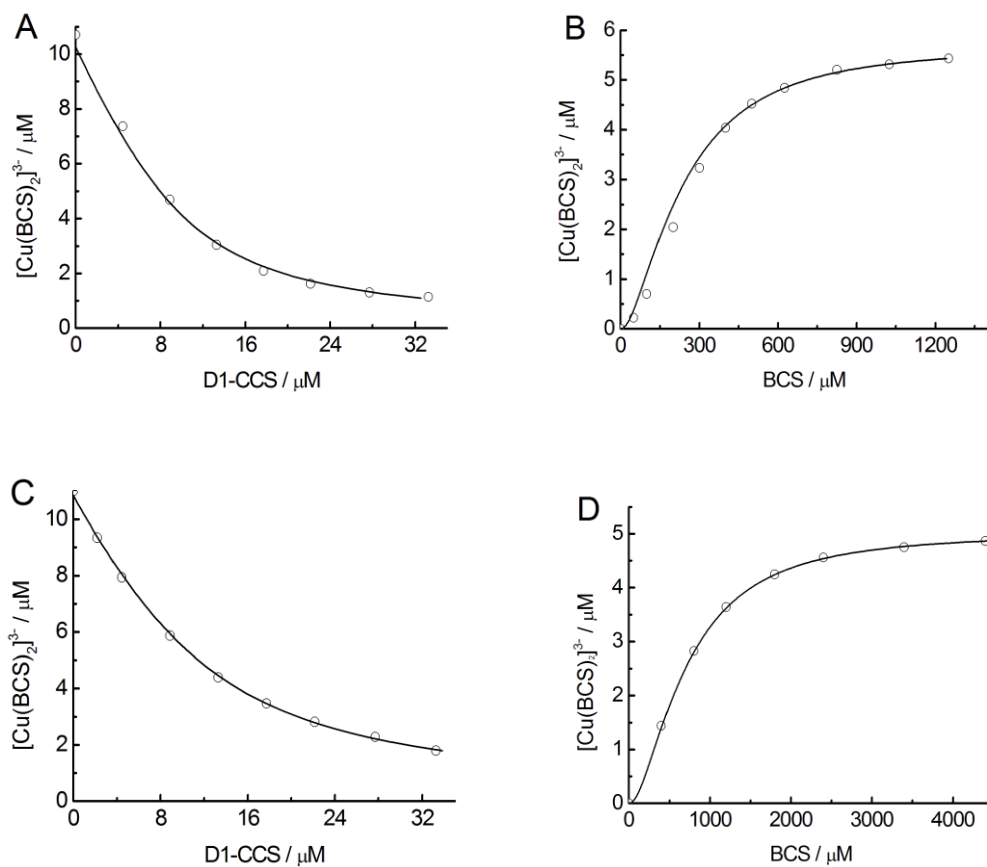 A
[Cu(BCS)₂]³⁻ / μM
10
8
6
4
2
0
0 8 16 24 32
D1-CCS / μM
B
[Cu(BCS)₂]³⁻ / μM
6
5
4
3
2
1
0
0 300 600 900 1200
BCS / μM
C
[Cu(BCS)₂]³⁻ / μM
10
8
6
4
2
0
0 8 16 24 32
D1-CCS / μM
D
[Cu(BCS)₂]³⁻ / μM
5
4
3
2
1
0
0 1000 2000 3000 4000
BCS / μM